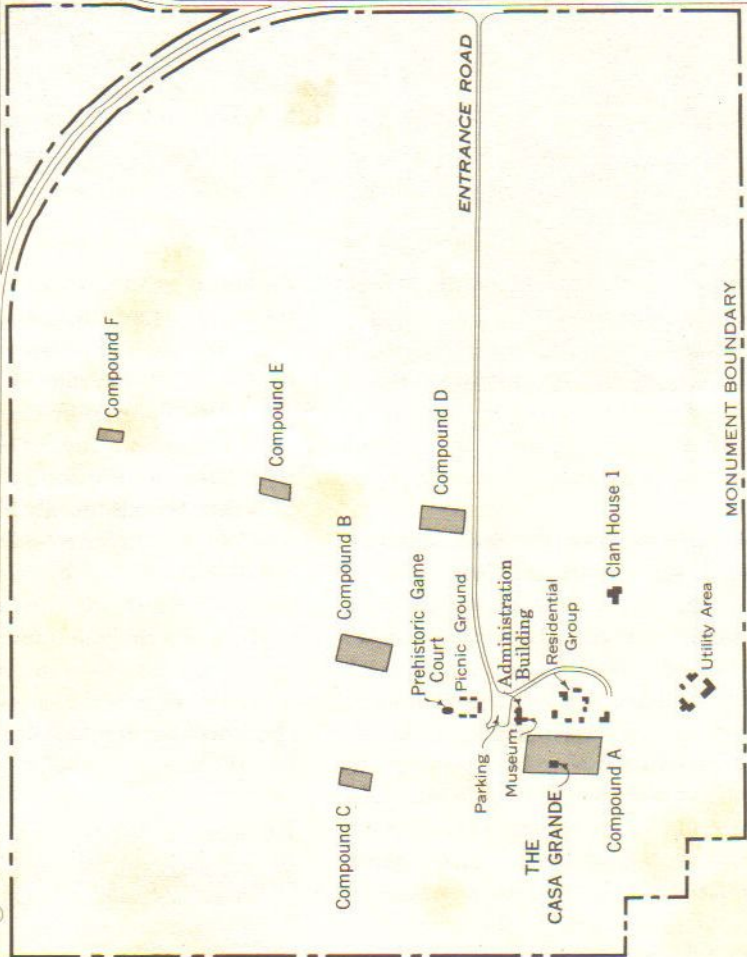 ENTRANCE ROAD
Compound F
Compound E
Compound D
Compound B
Prehistoric Game
Court
Picnic Ground
Administration
Building
Residential
Group
Clan House 1
MONUMENT BOUNDARY
Utility Area
Compound C
Parking
Museum
THE
CASA GRANDE
Compound A